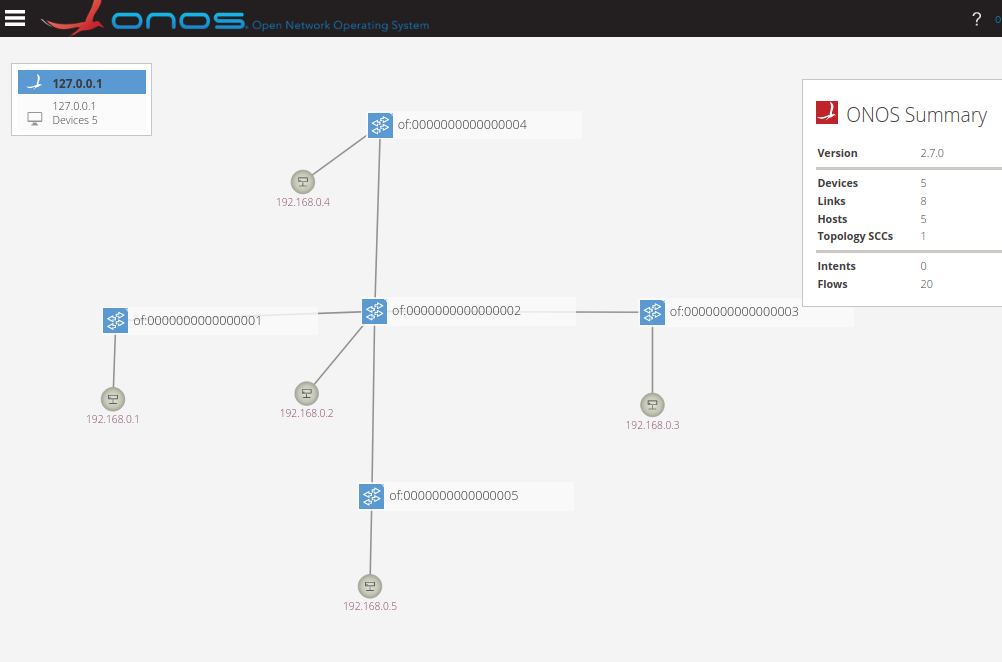 onos Open Network Operating System
?
127.0.0.1
127.0.0.1
Devices 5
of:0000000000000004
192.168.0.4
of:0000000000000001
of:0000000000000002
of:0000000000000003
192.168.0.1
192.168.0.2
192.168.0.3
of:0000000000000005
192.168.0.5
ONOS Summary
Version 2.7.0
Devices 5
Links 8
Hosts 5
Topology SCCs 1
Intents 0
Flows 20